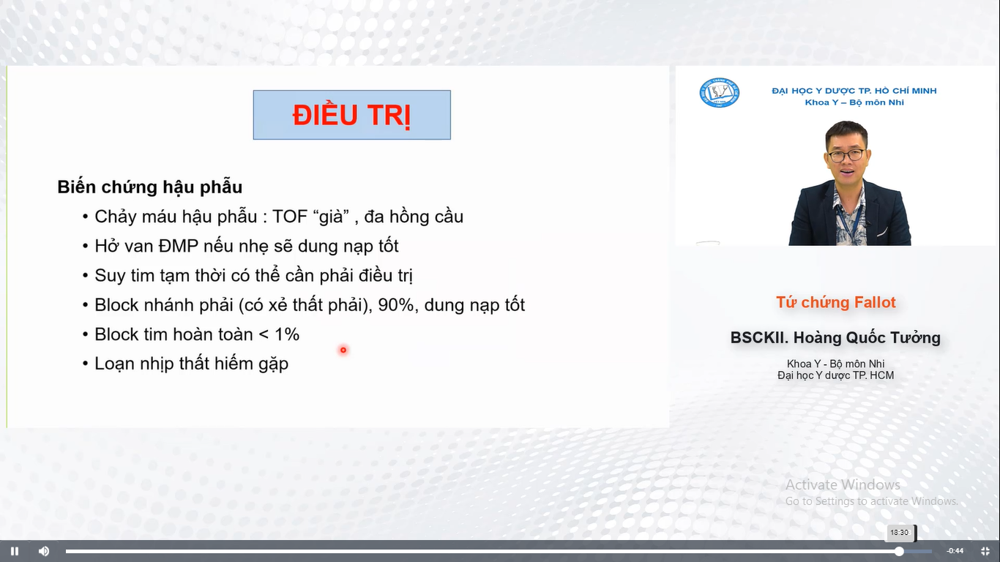 ĐIỀU TRỊ
Biến chứng hậu phẫu
• Chảy máu hậu phẫu : TOF “già” , đa hồng cầu
• Hở van ĐMP nếu nhẹ sẽ dung nạp tốt
• Suy tim tạm thời có thể cần phải điều trị
• Block nhánh phải (có xẻ thất phải), 90%, dung nạp tốt
• Block tim hoàn toàn < 1%
• Loạn nhịp thất hiếm gặp
ĐẠI HỌC Y DƯỢC TP. HỒ CHÍ MINH
Khoa Y – Bộ môn Nhi
Tứ chứng Fallot
BSCKII. Hoàng Quốc Tưởng
Khoa Y - Bộ môn Nhi
Đại học Y dược TP. HCM
Activate Windows
Go to Settings to activate Windows.
18:30
-0:44